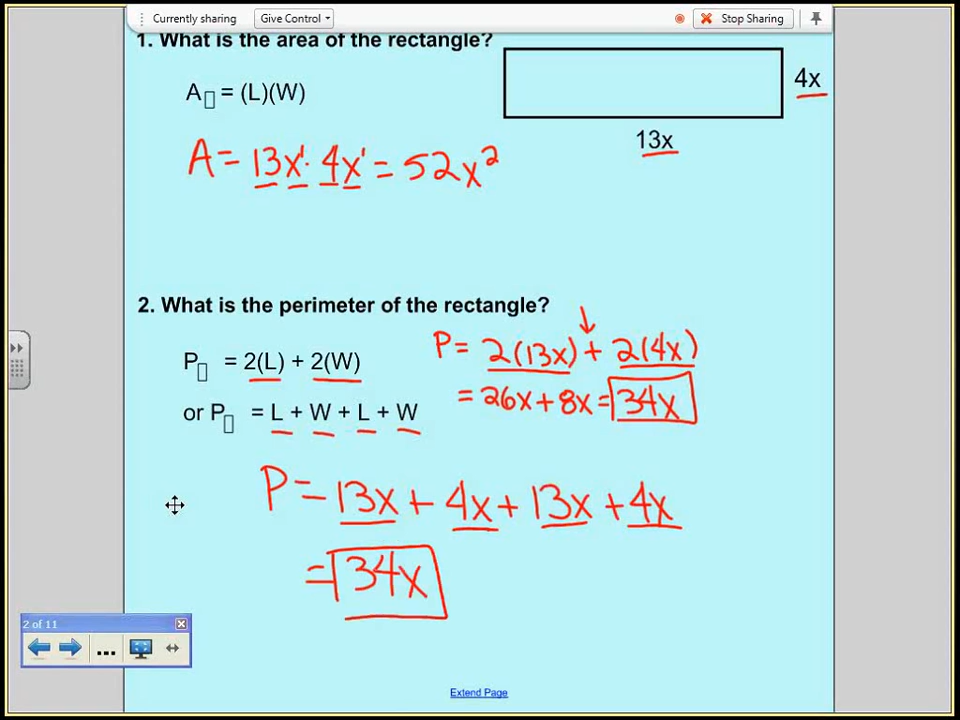 Currently sharing Give Control Stop Sharing
1. What is the area of the rectangle?
A▯ = (L)(W)
4x
13x
A = 13x¹ · 4x¹ = 52x²
2. What is the perimeter of the rectangle?
P▯ = 2(L) + 2(W)
P = 2(13x) + 2(4x)
= 26x + 8x = 34x
or P▯ = L + W + L + W
P = 13x + 4x + 13x + 4x
= 34x
2 of 11
...
Extend Page